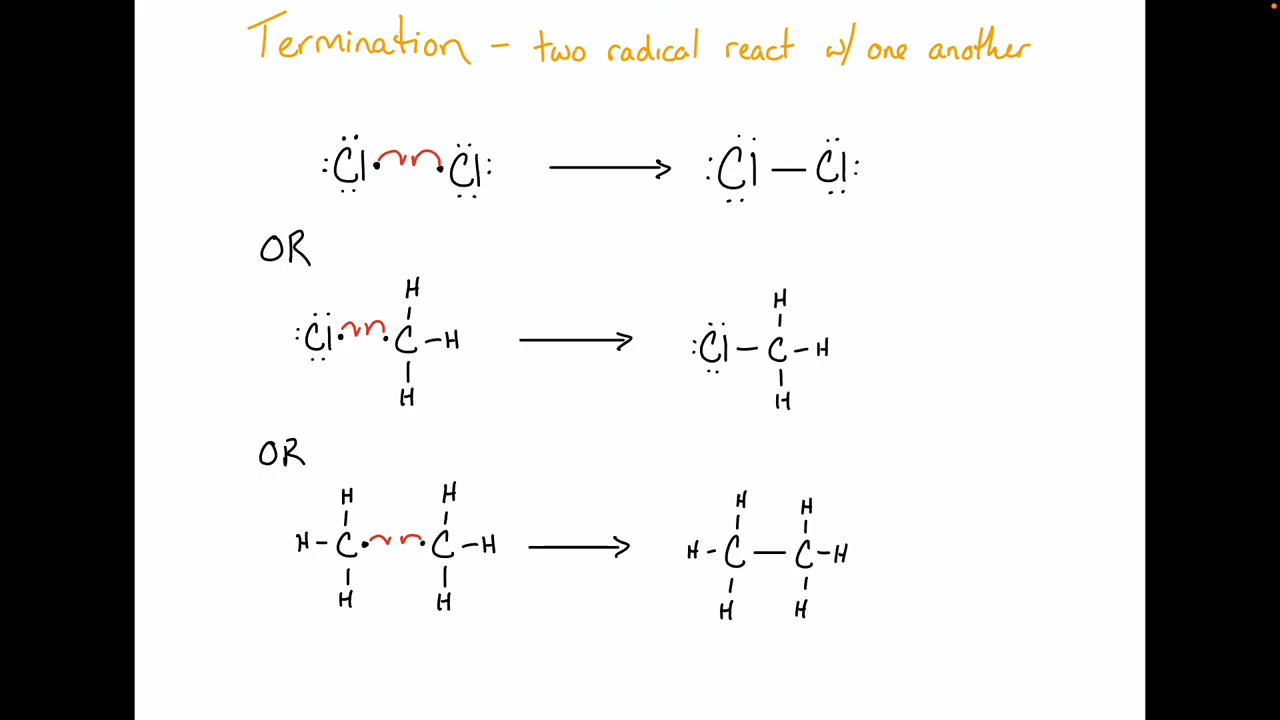 Termination - two radical react w/ one another
:Cl· ·Cl: → :Cl — Cl:
OR
H H
:Cl· ·C - H → :Cl - C - H
H H
OR
H H H H
H - C· ·C - H → H - C — C - H
H H H H